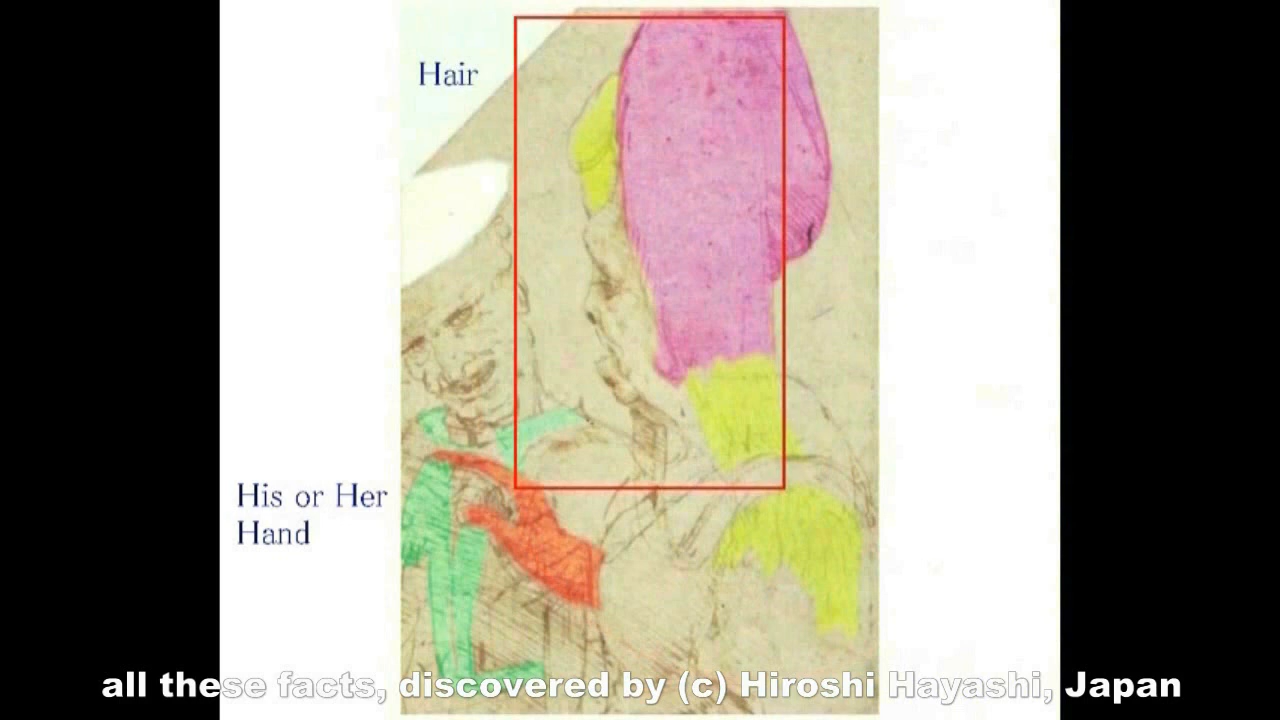 Hair
His or Her
Hand
all these facts, discovered by (c) Hiroshi Hayashi, Japan